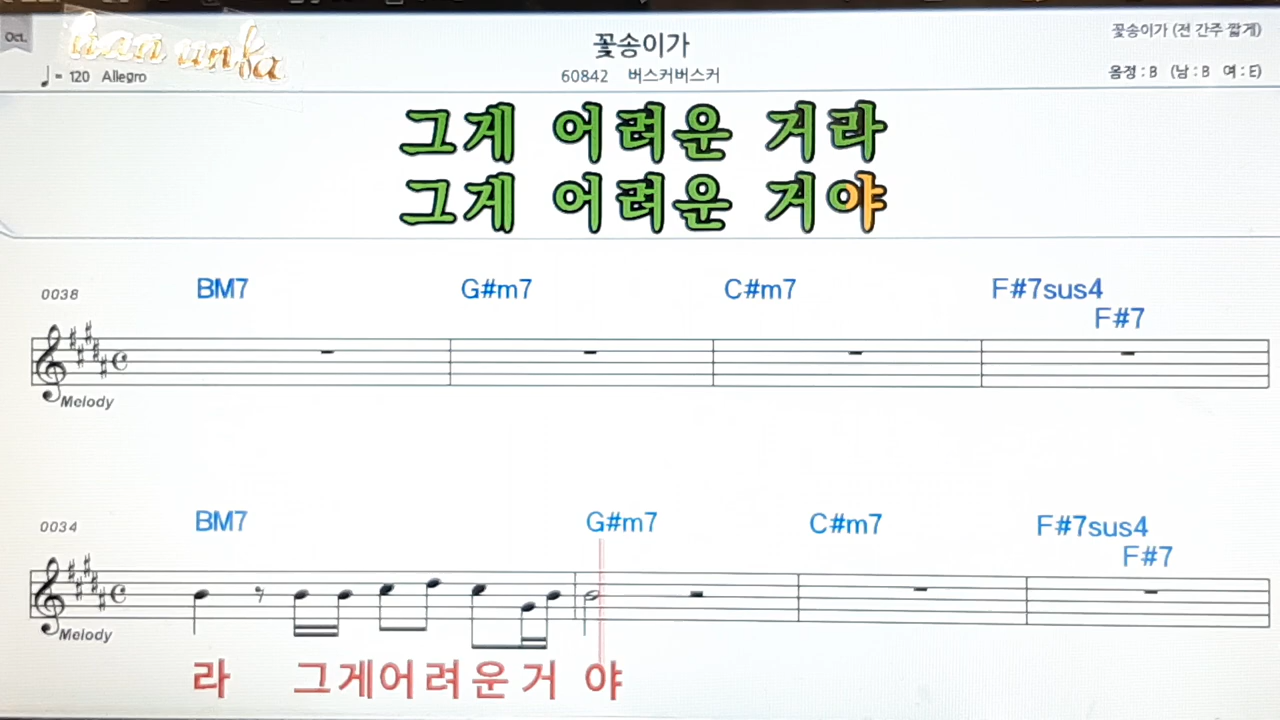 Oct.
asa unfa
꽃송이가
꽃송이가 (전 간주 짧게)
♩ = 120 Allegro
60842 버스커버스커
음정 : B (남 : B 여 : E)
그게 어려운 거라
그게 어려운 거야
0038 BM7 G#m7 C#m7 F#7sus4
F#7
Melody
0034 BM7 G#m7 C#m7 F#7sus4
F#7
Melody
라 그게어려운거 야